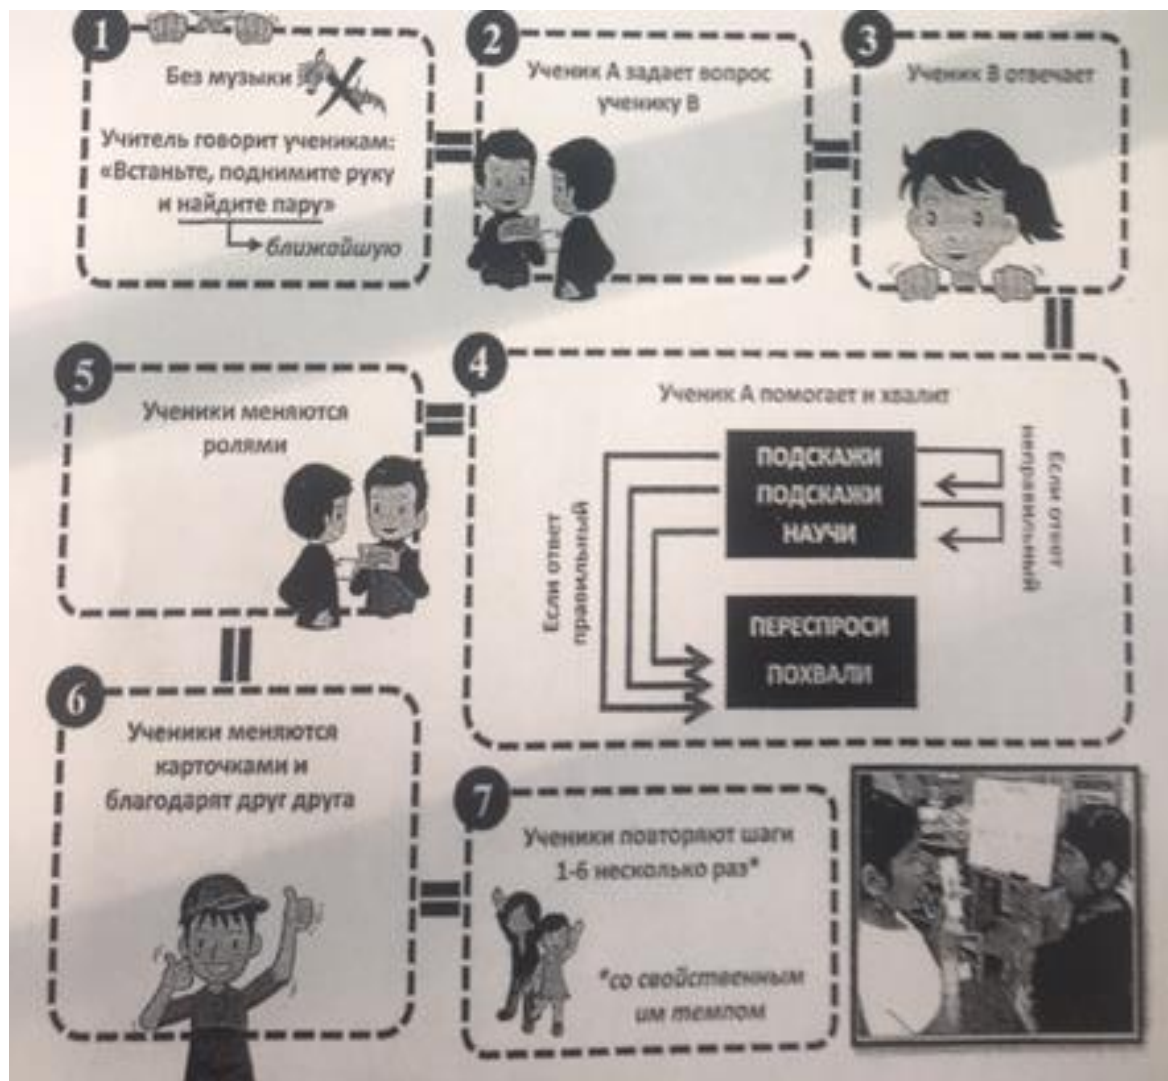 1
Без музыки
Учитель говорит ученикам:
«Встаньте, поднимите руку
и найдите пару»
ближайшую
2
Ученик А задает вопрос
ученику В
3
Ученик В отвечает
4
Ученик А помогает и хвалит
ПОДСКАЖИ
ПОДСКАЖИ
НАУЧИ
Если ответ
неправильный
Если ответ
правильный
ПЕРЕСПРОСИ
ПОХВАЛИ
5
Ученики меняются
ролями
6
Ученики меняются
карточками и
благодарят друг друга
7
Ученики повторяют шаги
1-6 несколько раз*
*со свойственным
им темпом